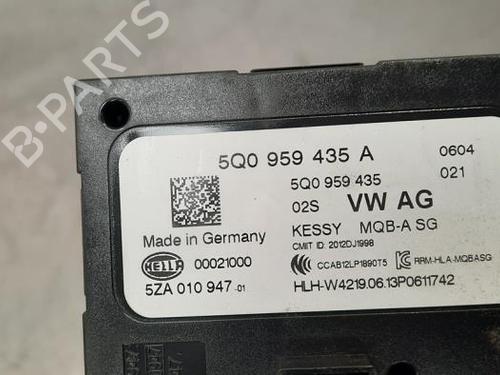 B-PARTS
5Q0 959 435 A 0604
5Q0 959 435 021
02S VW AG
KESSY MQB-A SG
Made in Germany CMIT ID: 2012DJ1998
HELLA 00021000 CCAB12LP1890T5 RRM-HLA-MQBASG
5ZA 010 947 -01 HLH-W4219.06.13P0611742